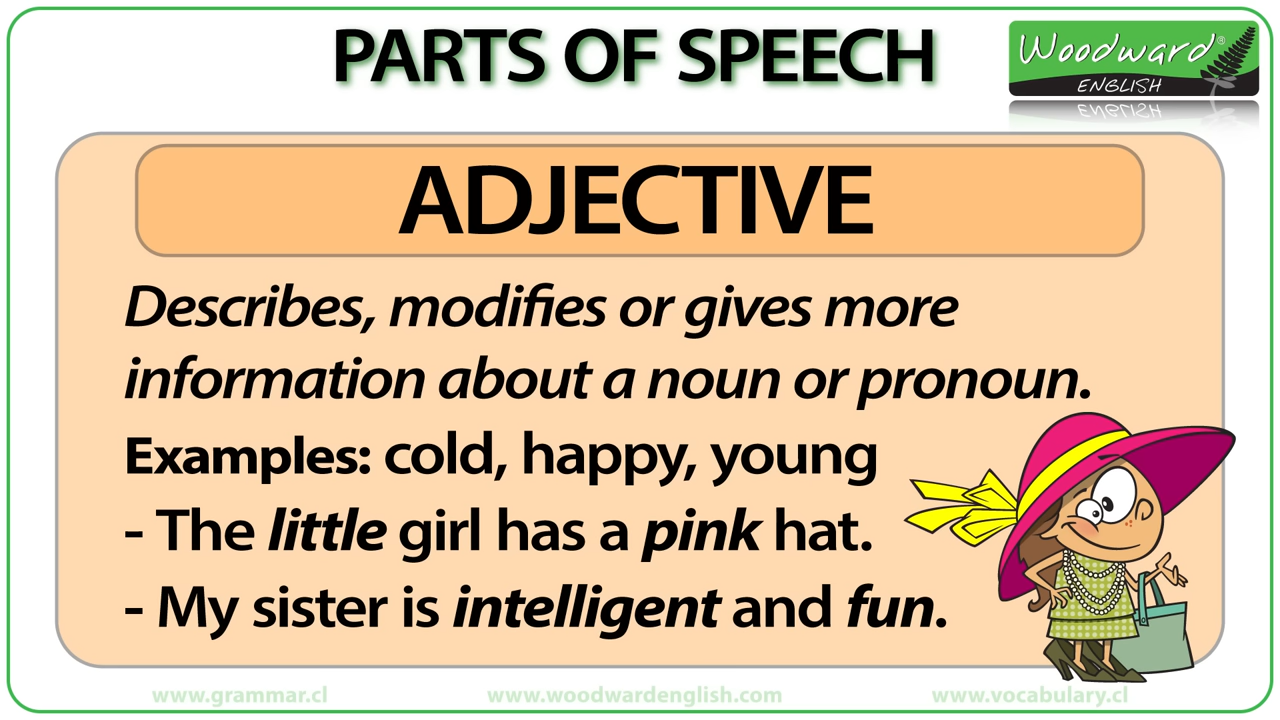 PARTS OF SPEECH
Woodward®
ENGLISH
ADJECTIVE
Describes, modifies or gives more
information about a noun or pronoun.
Examples: cold, happy, young
- The little girl has a pink hat.
- My sister is intelligent and fun.
www.grammar.cl www.woodwardenglish.com www.vocabulary.cl